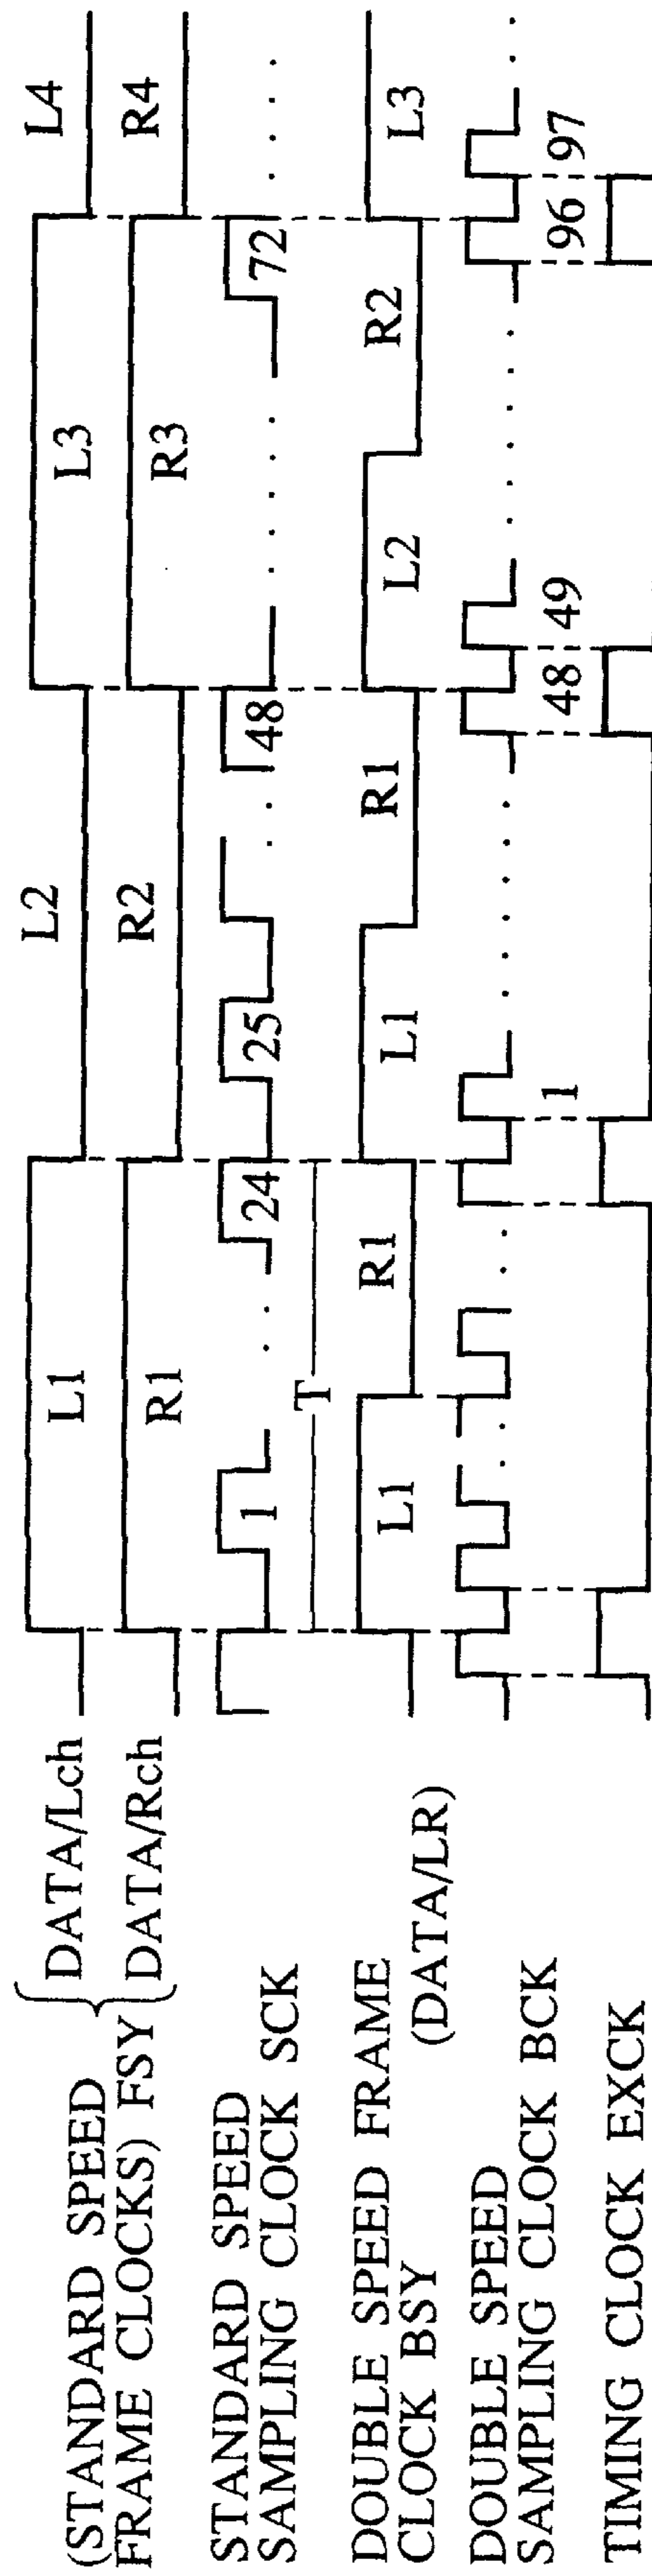 (STANDARD SPEED
FRAME CLOCKS) FSY
DATA/Lch
L1 L2 L3 L4
DATA/Rch
R1 R2 R3 R4
STANDARD SPEED
SAMPLING CLOCK SCK
1 . . 24 25 . . 48 . . . . . 72 . . . .
T
DOUBLE SPEED FRAME
CLOCK BSY (DATA/LR)
L1 R1 L1 R1 L2 R2 L3
DOUBLE SPEED
SAMPLING CLOCK BCK
1 48 49 96 97
TIMING CLOCK EXCK